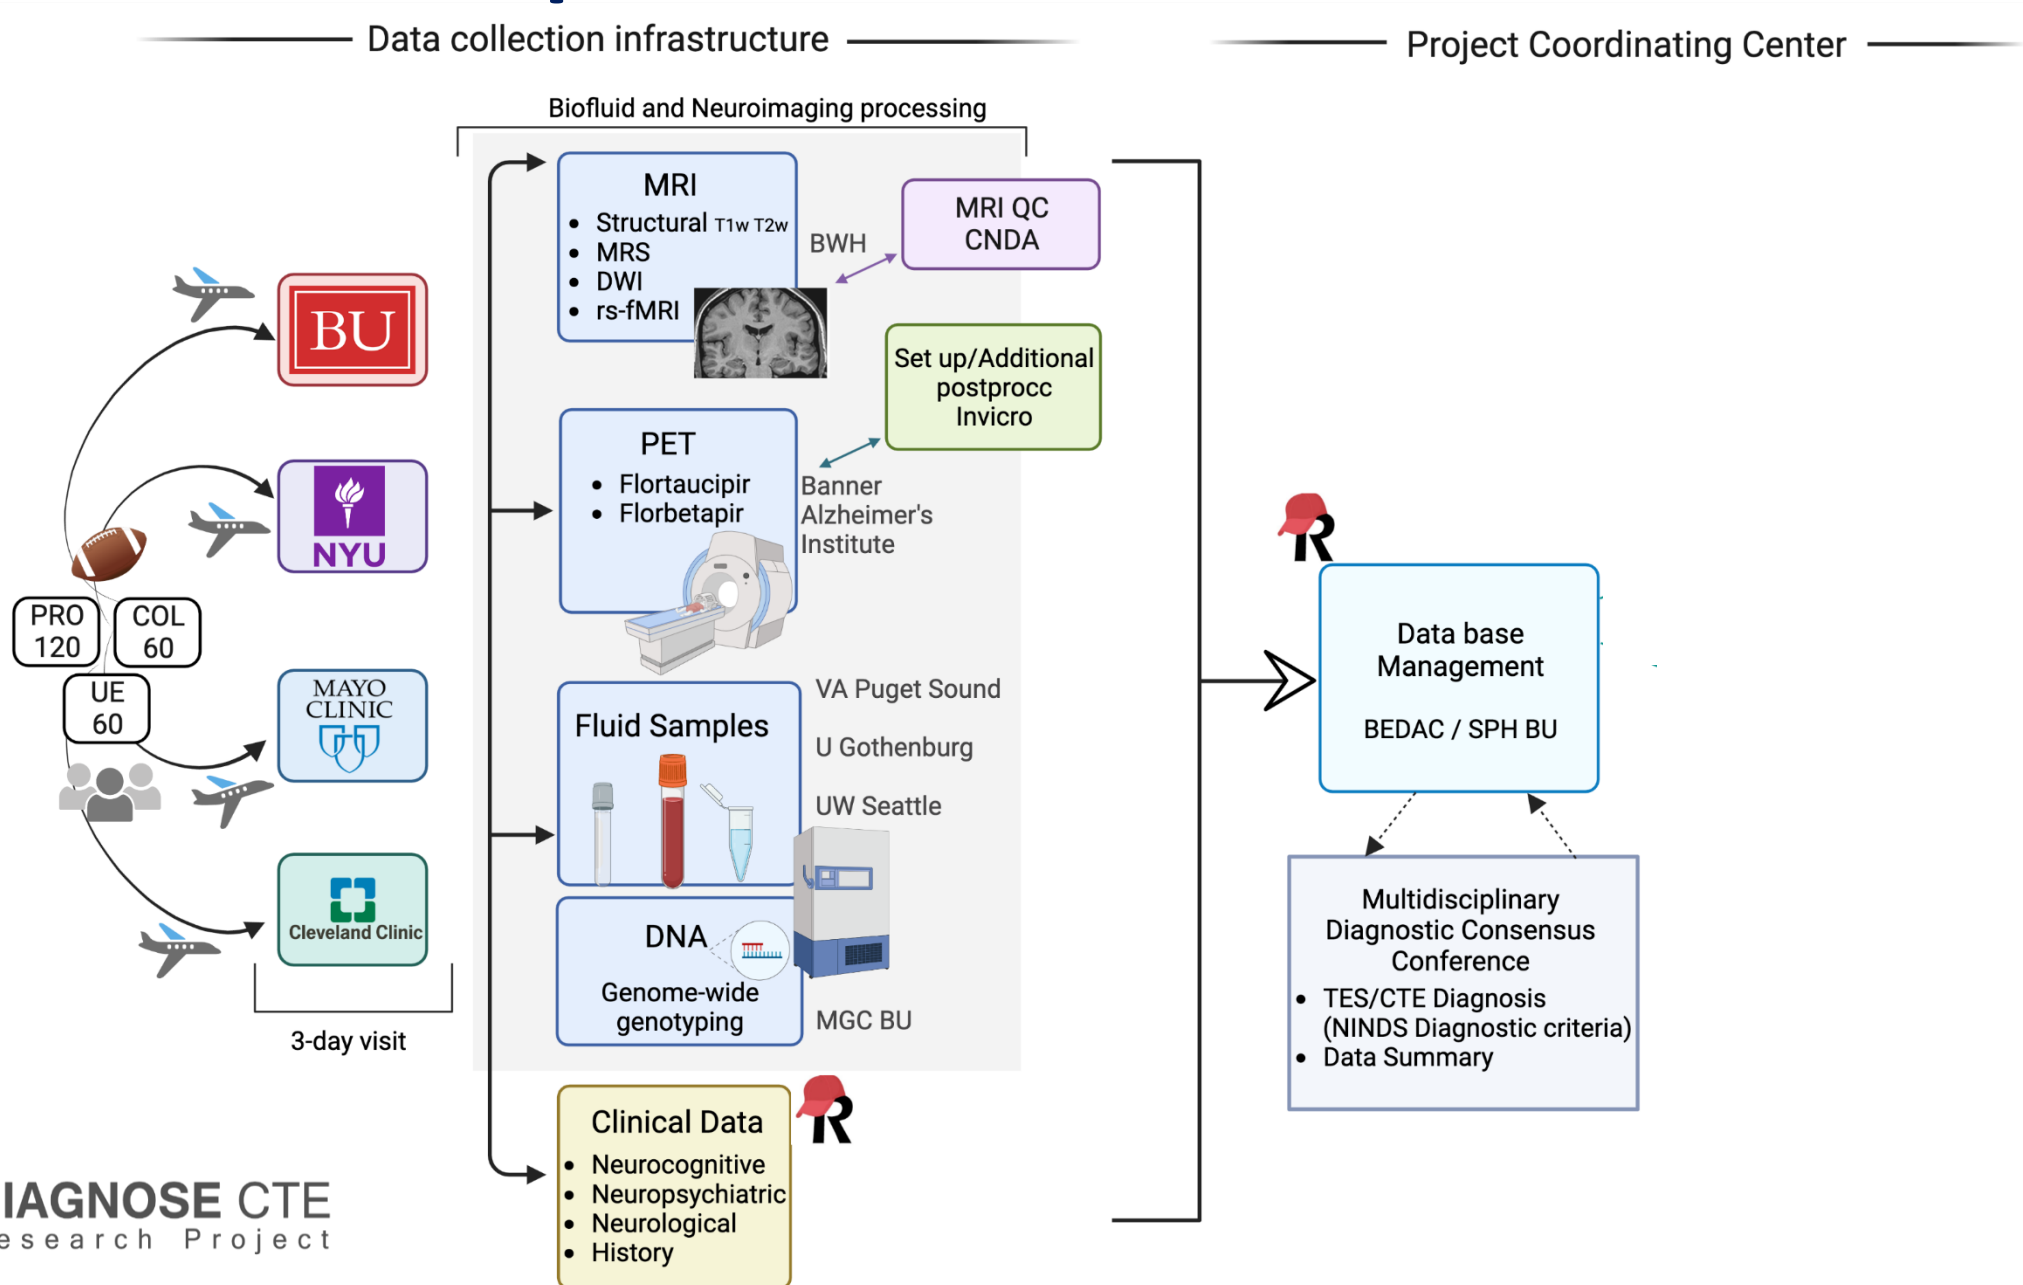 Data collection infrastructure
Project Coordinating Center
Biofluid and Neuroimaging processing
MRI
• Structural T1w T2w
• MRS
• DWI
• rs-fMRI
BWH
MRI QC
CNDA
BU
Set up/Additional
postprocc
Invicro
PET
• Flortaucipir
• Florbetapir
Banner
Alzheimer's
Institute
NYU
PRO
120
COL
60
UE
60
MAYO
CLINIC
Cleveland Clinic
3-day visit
Fluid Samples
VA Puget Sound
U Gothenburg
UW Seattle
DNA
Genome-wide
genotyping
MGC BU
Clinical Data
• Neurocognitive
• Neuropsychiatric
• Neurological
• History
R
R
Data base
Management
BEDAC / SPH BU
Multidisciplinary
Diagnostic Consensus
Conference
• TES/CTE Diagnosis
(NINDS Diagnostic criteria)
• Data Summary
IAGNOSE CTE
esearch Project